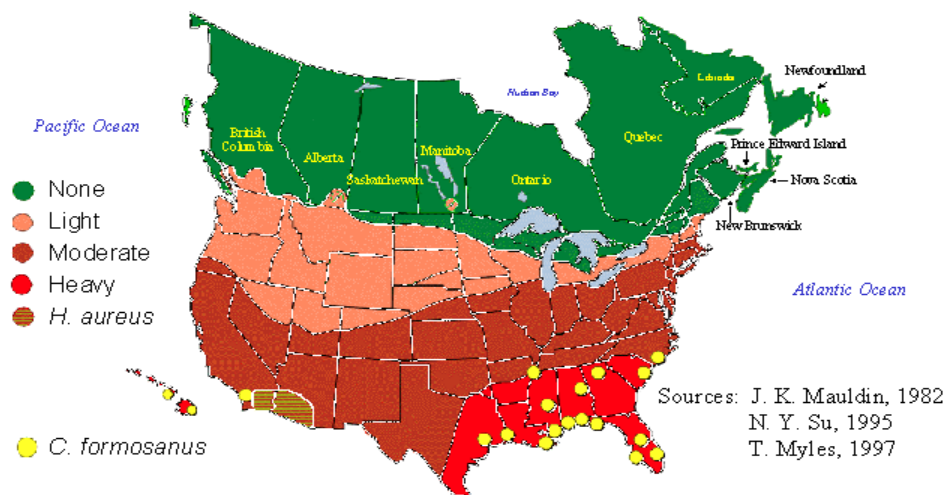 Newfoundland
Labrador
Hudson Bay
Pacific Ocean
British
Columbia
Quebec
Prince Edward Island
Alberta
Manitoba
Saskatchewan
Ontario
Nova Scotia
None
Light
Moderate
Heavy
H. aureus
New Brunswick
Atlantic Ocean
Sources: J. K. Mauldin, 1982
N. Y. Su, 1995
T. Myles, 1997
C. formosanus